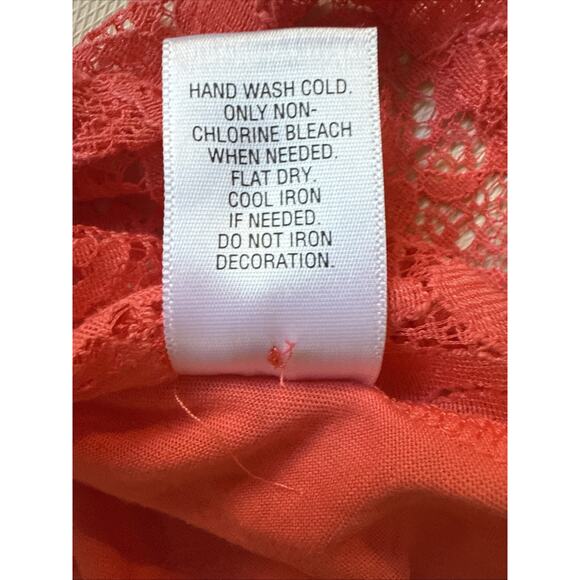 HAND WASH COLD.
ONLY NON-
CHLORINE BLEACH
WHEN NEEDED.
FLAT DRY.
COOL IRON
IF NEEDED.
DO NOT IRON
DECORATION.